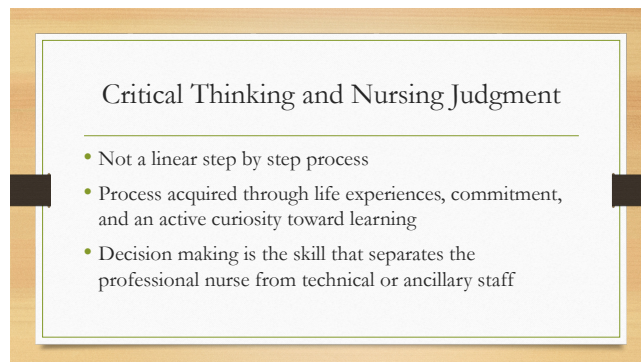 Critical Thinking and Nursing Judgment
• Not a linear step by step process
• Process acquired through life experiences, commitment,
and an active curiosity toward learning
• Decision making is the skill that separates the
professional nurse from technical or ancillary staff